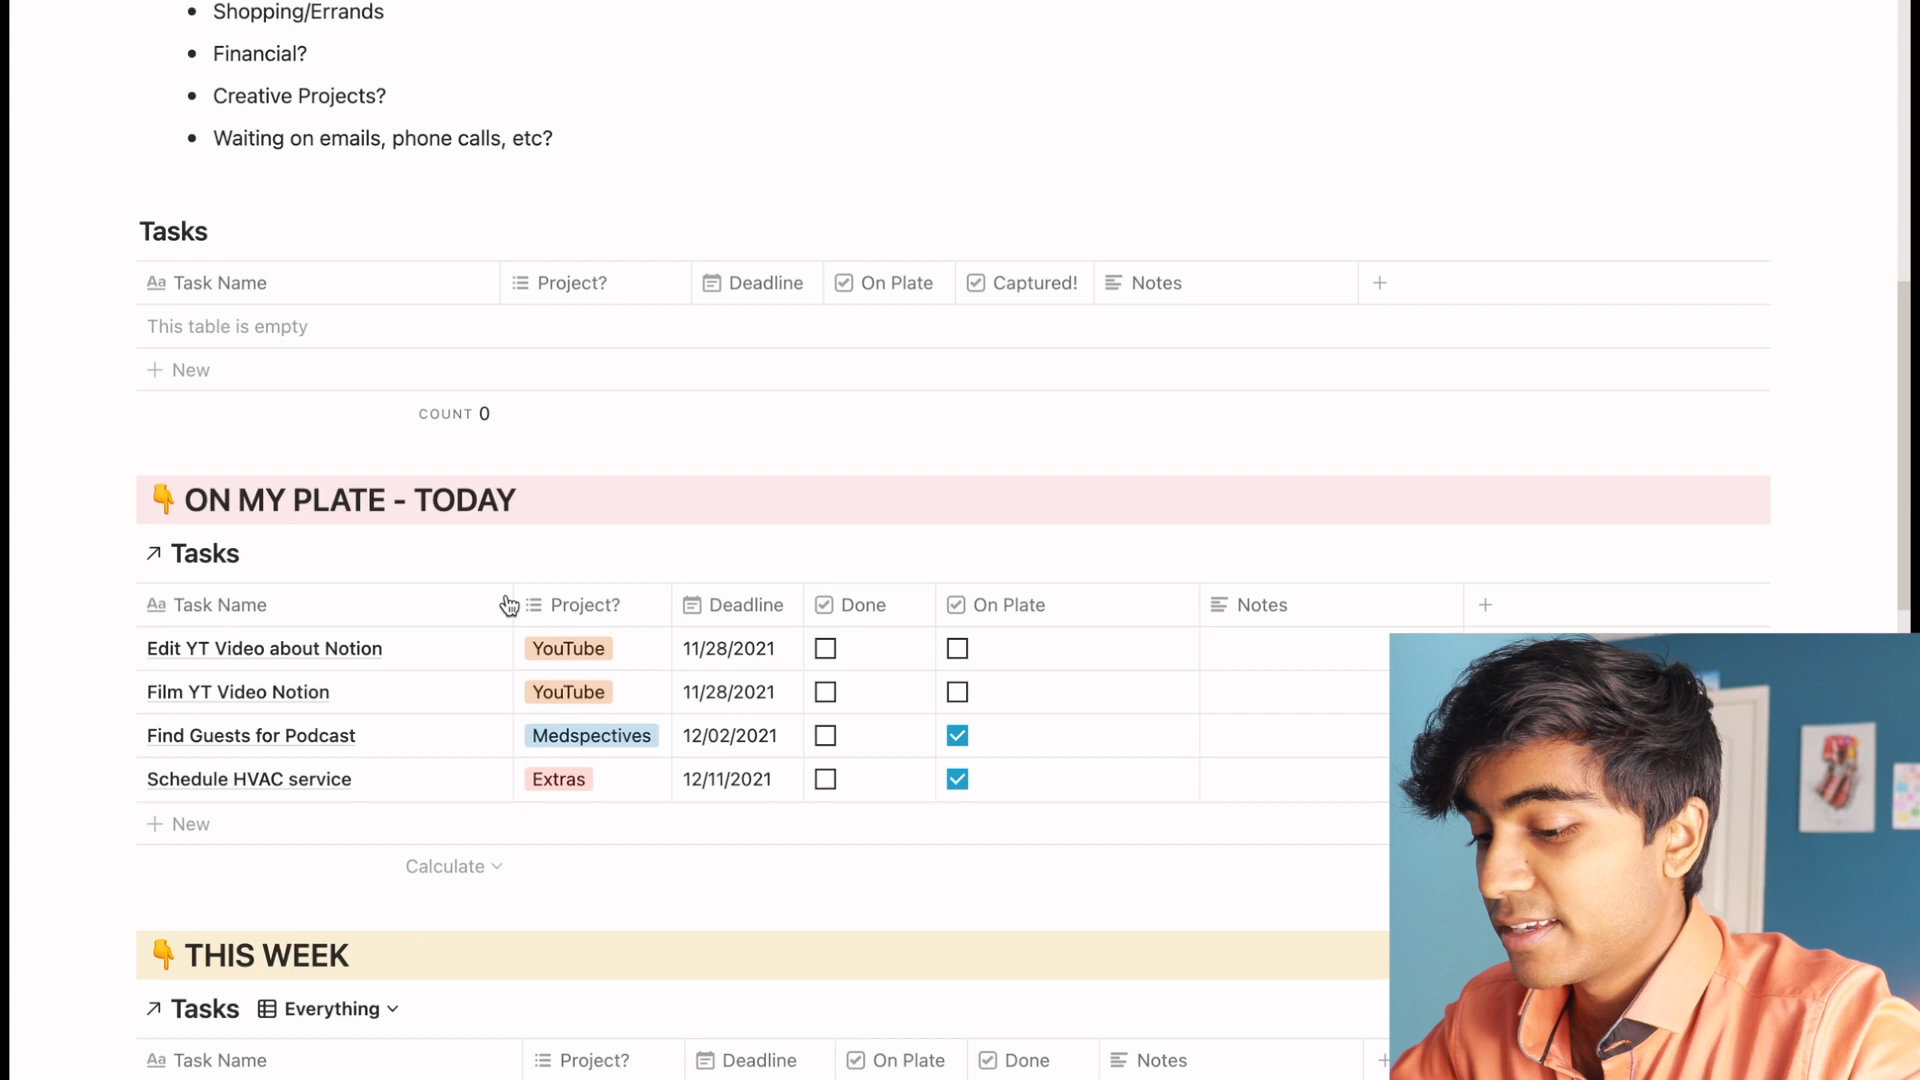 Shopping/Errands
Financial?
Creative Projects?
Waiting on emails, phone calls, etc?
Tasks
Aa Task Name Project? Deadline On Plate Captured! Notes +
This table is empty
+ New
COUNT 0
👇 ON MY PLATE - TODAY
↗ Tasks
Aa Task Name Project? Deadline Done On Plate Notes +
Edit YT Video about Notion YouTube 11/28/2021
Film YT Video Notion YouTube 11/28/2021
Find Guests for Podcast Medspectives 12/02/2021
Schedule HVAC service Extras 12/11/2021
+ New
Calculate
👇 THIS WEEK
↗ Tasks Everything
Aa Task Name Project? Deadline On Plate Done Notes +